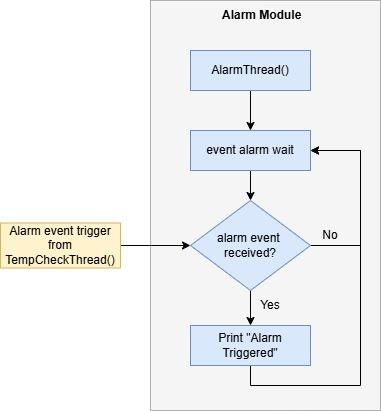 Alarm Module
AlarmThread()
event alarm wait
Alarm event trigger
from
TempCheckThread()
alarm event
received?
No
Yes
Print "Alarm
Triggered"